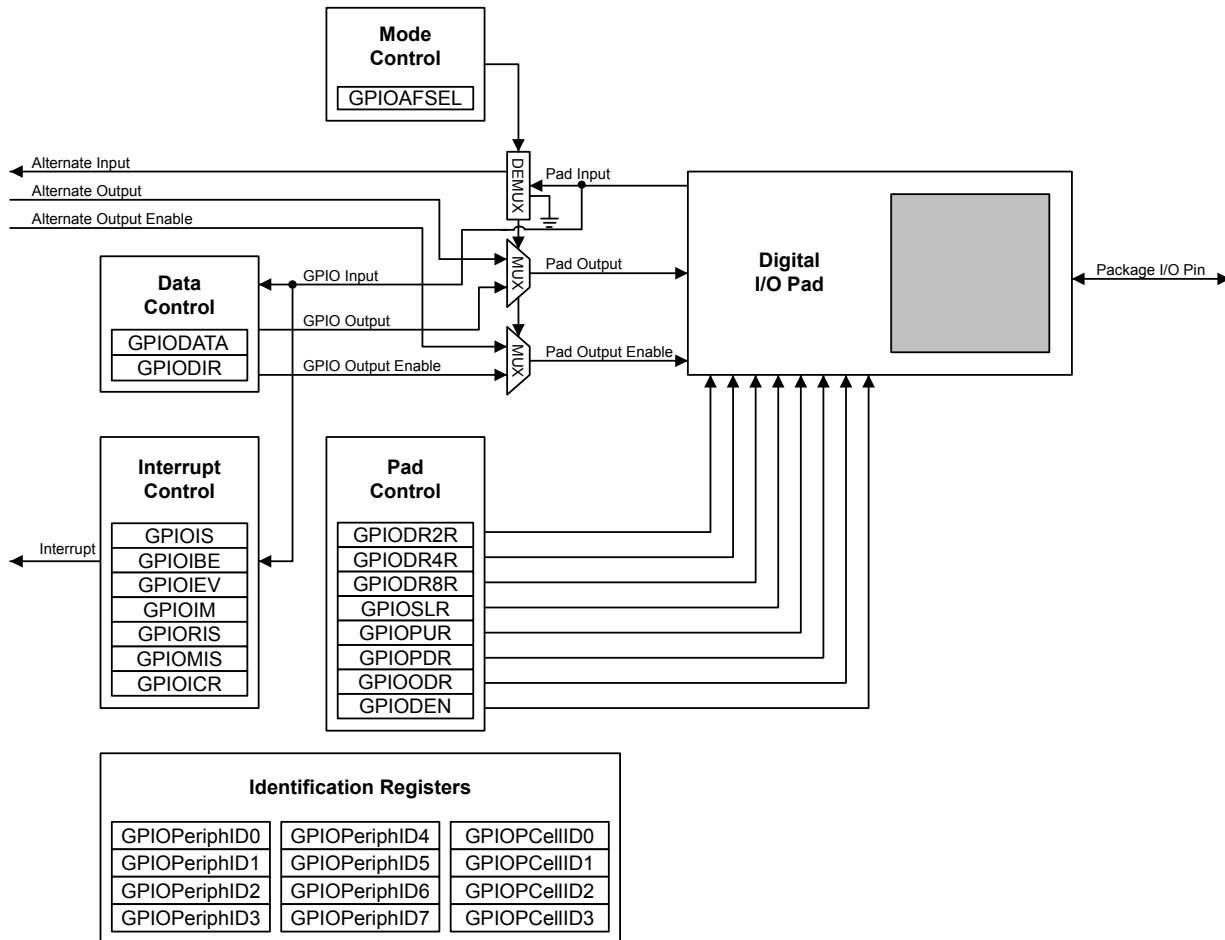 Mode
Control
GPIOAFSEL
Alternate Input
Alternate Output
Alternate Output Enable
DEMUX
Pad Input
MUX
Pad Output
MUX
Pad Output Enable
Digital
I/O Pad
Package I/O Pin
Data
Control
GPIODATA
GPIODIR
GPIO Input
GPIO Output
GPIO Output Enable
Interrupt
Control
GPIOIS
GPIOIBE
GPIOIEV
GPIOIM
GPIORIS
GPIOMIS
GPIOICR
Interrupt
Pad
Control
GPIODR2R
GPIODR4R
GPIODR8R
GPIOSLR
GPIOPUR
GPIOPDR
GPIOODR
GPIODEN
Identification Registers
GPIOPeriphID0
GPIOPeriphID1
GPIOPeriphID2
GPIOPeriphID3
GPIOPeriphID4
GPIOPeriphID5
GPIOPeriphID6
GPIOPeriphID7
GPIOPCellID0
GPIOPCellID1
GPIOPCellID2
GPIOPCellID3